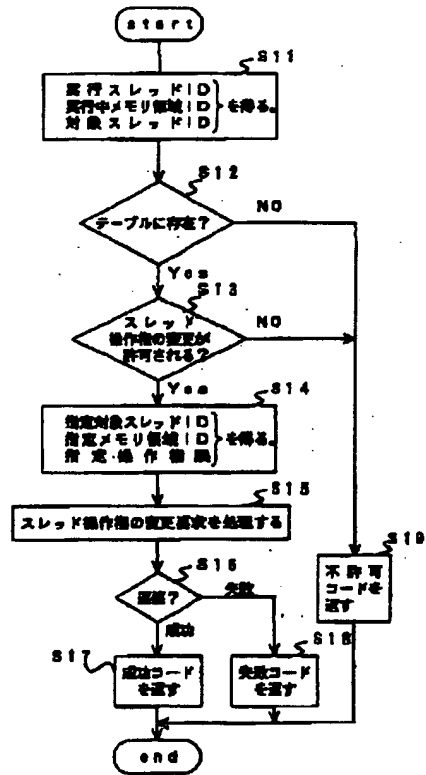 start
S11
実行スレッドID
実行中メモリ領域ID
対象スレッドID
を得る。
S12
テーブルに存在?
NO
Yes
S13
スレッド
操作権の変更が
許可される?
NO
Yes
S14
指定対象スレッドID
指定メモリ領域ID
指定操作権限
を得る。
S15
スレッド操作権の変更要求を処理する
S16
失敗
成功
S17
成功コード
を返す
S18
失敗コード
を返す
S19
不許可
コードを
返す
end